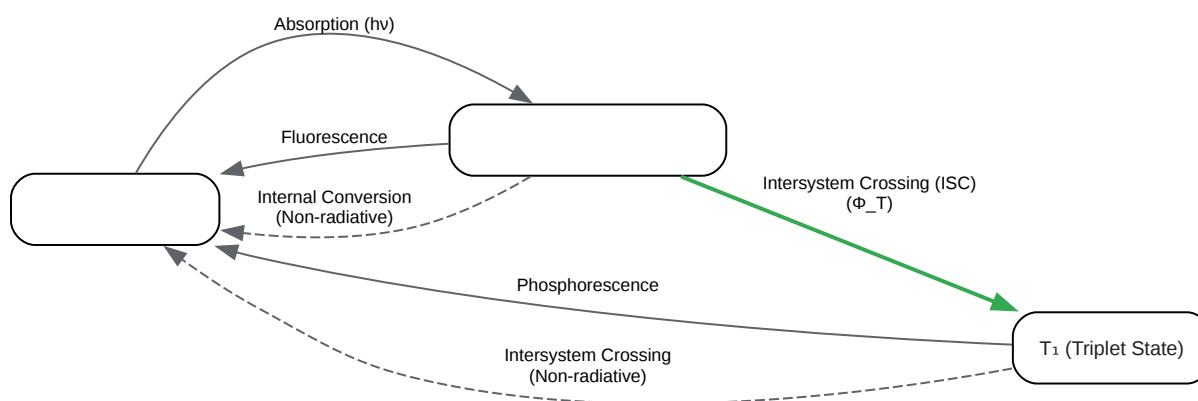 Absorption (hν)
Fluorescence
Internal Conversion
(Non-radiative)
Intersystem Crossing (ISC)
(Φ_T)
Phosphorescence
T₁ (Triplet State)
Intersystem Crossing
(Non-radiative)